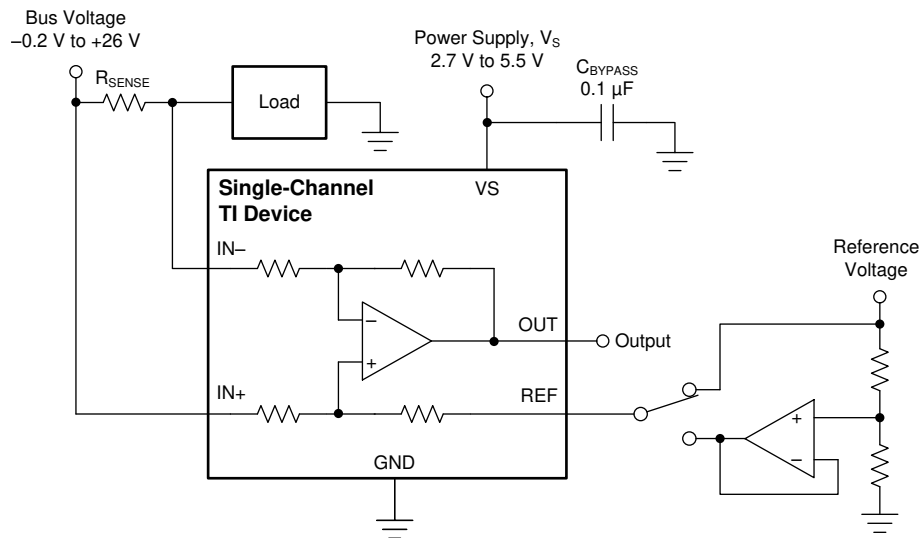 Bus Voltage
–0.2 V to +26 V
RSENSE
Load
Power Supply, VS
2.7 V to 5.5 V
CBYPASS
0.1 µF
Single-Channel
TI Device
VS
IN–
–
+
OUT
Output
IN+
REF
GND
Reference
Voltage
+
–